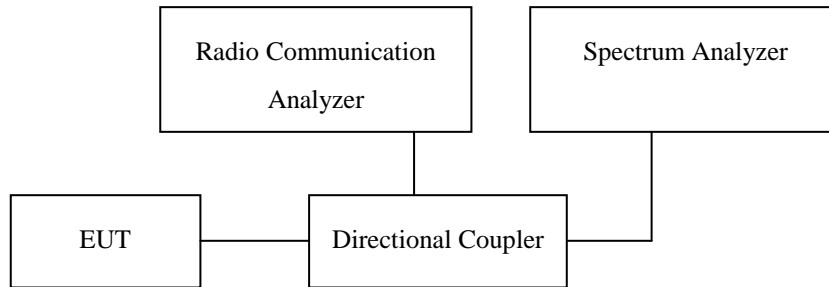 Radio Communication
Analyzer
Spectrum Analyzer
EUT
Directional Coupler